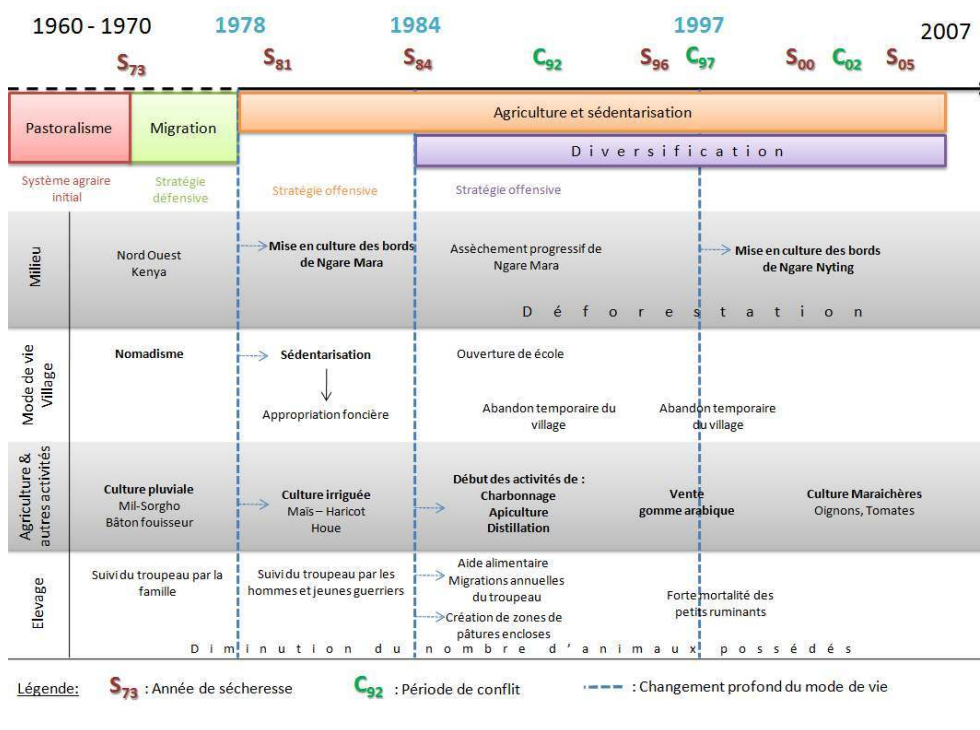 1960 - 1970
1978
1984
1997
2007
S73
S81
S84
C92
S96
C97
S00
C02
S05
Pastoralisme
Migration
Agriculture et sédentarisation
Diversification
Système agraire
initial
Stratégie
défensive
Stratégie offensive
Stratégie offensive
Milieu
Nord Ouest
Kenya
Mise en culture des bords
de Ngare Mara
Assèchement progressif de
Ngare Mara
Mise en culture des bords
de Ngare Nyting
Déforestation
Mode de vie
Village
Nomadisme
Sédentarisation
Appropriation foncière
Ouverture de école
Abandon temporaire du
village
Abandon temporaire
du village
Agriculture &
autres activités
Culture pluviale
Mil-Sorgho
Bâton fouisseur
Culture irriguée
Maïs – Haricot
Houe
Début des activités de :
Charbonnage
Apiculture
Distillation
Vente
gomme arabique
Culture Maraichères
Oignons, Tomates
Elevage
Suivi du troupeau par la
famille
Suivi du troupeau par les
hommes et jeunes guerriers
Aide alimentaire
Migrations annuelles
du troupeau
Création de zones de
pâtures encloses
Forte mortalité des
petits ruminants
Diminution du nombre d'animaux possédés
Légende:
S73 : Année de sécheresse
C92 : Période de conflit
: Changement profond du mode de vie